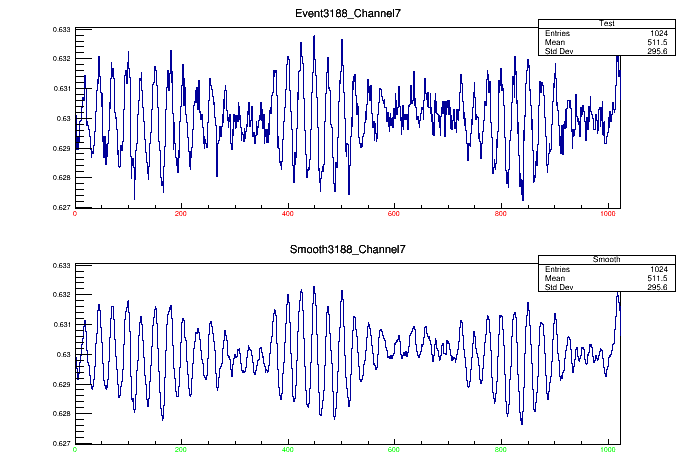 Event3188_Channel7
Test
Entries 1024
Mean 511.5
Std Dev 295.6
0.631
0.632
0.631
0.63
0.629
0.628
0.627
0 200 400 600 800 1000
Smooth3188_Channel7
Smooth
Entries 1024
Mean 511.5
Std Dev 295.6
0.633
0.632
0.631
0.63
0.629
0.628
0.627
0 200 400 600 800 1000